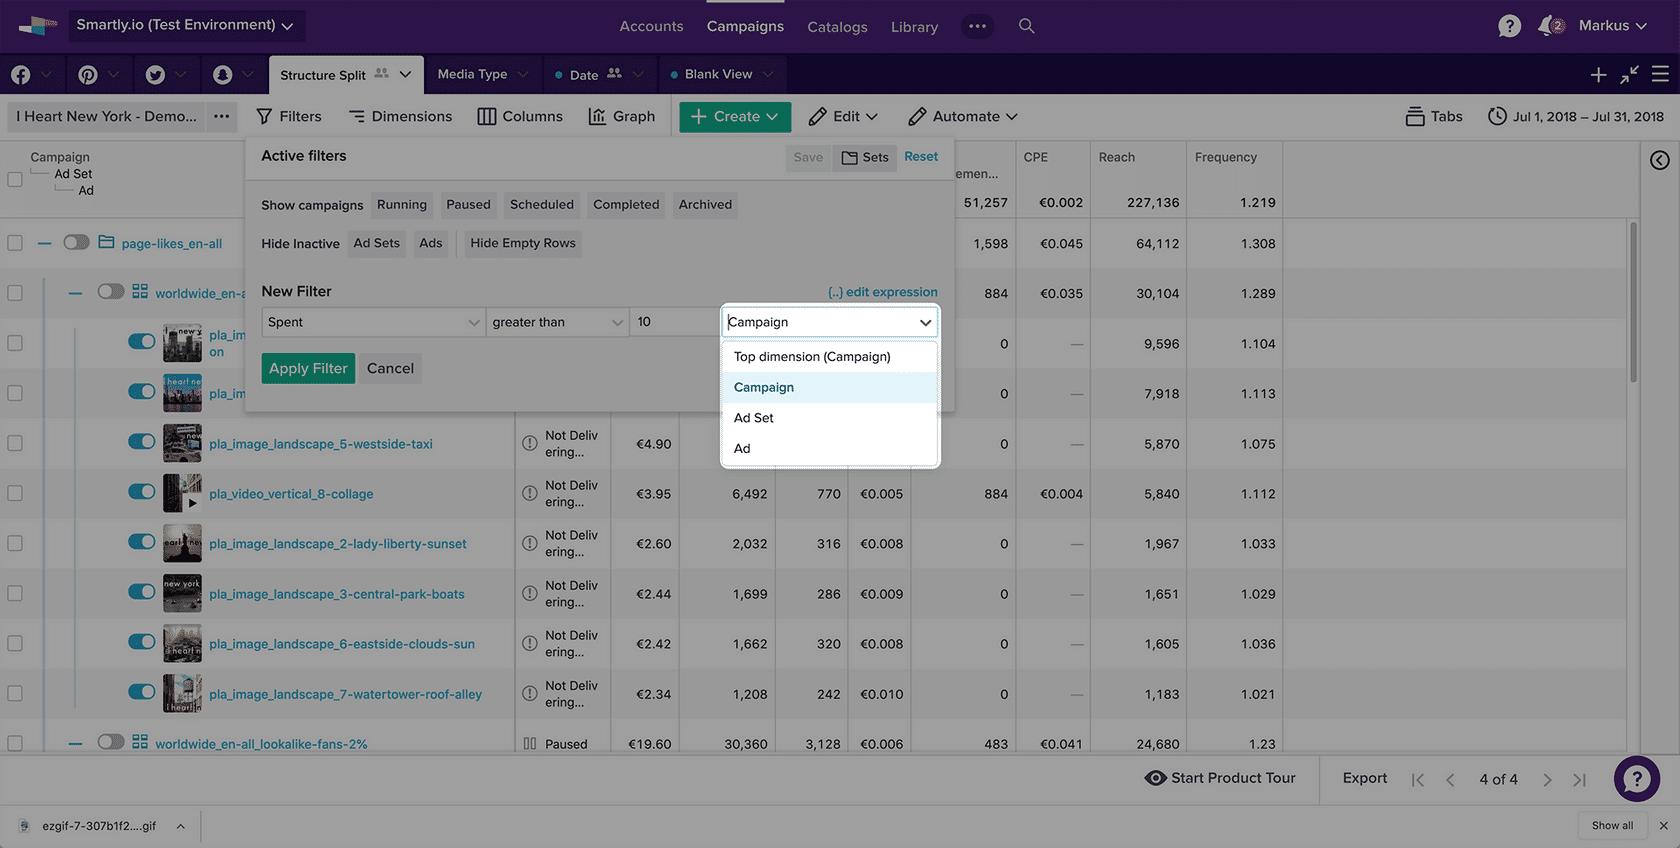 Smartly.io (Test Environment)
Accounts
Campaigns
Catalogs
Library
2
Markus
Structure Split
Media Type
Date
Blank View
I Heart New York - Demo...
Filters
Dimensions
Columns
Graph
Create
Edit
Automate
Tabs
Jul 1, 2018 – Jul 31, 2018
Campaign
Ad Set
Ad
Active filters
Save
Sets
Reset
emen...
CPE
Reach
Frequency
51,257 €0.002 227,136 1.219
Show campaigns Running Paused Scheduled Completed Archived
Hide Inactive Ad Sets Ads Hide Empty Rows
page-likes_en-all 1,598 €0.045 64,112 1.308
New Filter
{..} edit expression
worldwide_en-a 884 €0.035 30,104 1.289
Spent greater than 10 Campaign
Top dimension (Campaign)
Campaign
Ad Set
Ad
Apply Filter Cancel
pla_im
on
0 — 9,596 1.104
pla_im 0 — 7,918 1.113
pla_image_landscape_5-westside-taxi Not Deliv
ering... €4.90 0 — 5,870 1.075
pla_video_vertical_8-collage Not Deliv
ering... €3.95 6,492 770 €0.005 884 €0.004 5,840 1.112
pla_image_landscape_2-lady-liberty-sunset Not Deliv
ering... €2.60 2,032 316 €0.008 0 — 1,967 1.033
pla_image_landscape_3-central-park-boats Not Deliv
ering... €2.44 1,699 286 €0.009 0 — 1,651 1.029
pla_image_landscape_6-eastside-clouds-sun Not Deliv
ering... €2.42 1,662 320 €0.008 0 — 1,605 1.036
pla_image_landscape_7-watertower-roof-alley Not Deliv
ering... €2.34 1,208 242 €0.010 0 — 1,183 1.021
worldwide_en-all_lookalike-fans-2% Paused €19.60 30,360 3,128 €0.006 483 €0.041 24,680 1.23
Start Product Tour
Export
4 of 4
ezgif-7-307b1f2....gif
Show all